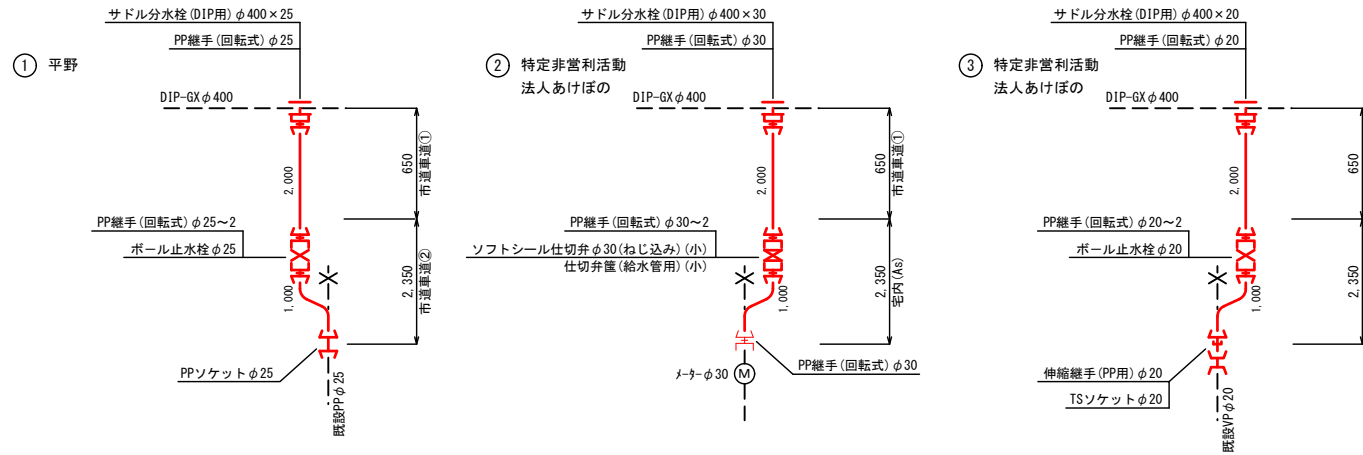 サドル分水栓(DIP用)φ400×25
PP継手(回転式)φ25
① 平野
DIP-GXφ400
650
市道車道①
2,000
PP継手(回転式)φ25~2
ボール止水栓φ25
2,350
市道車道②
1,000
PPソケットφ25
既設PPφ25
サドル分水栓(DIP用)φ400×30
PP継手(回転式)φ30
② 特定非営利活動
法人あけぼの
DIP-GXφ400
650
市道車道①
2,000
PP継手(回転式)φ30~2
ソフトシール仕切弁φ30(ねじ込み)(小)
仕切弁筐(給水管用)(小)
2,350
宅内(As)
1,000
PP継手(回転式)φ30
メーターφ30 M
サドル分水栓(DIP用)φ400×20
PP継手(回転式)φ20
③ 特定非営利活動
法人あけぼの
DIP-GXφ400
650
2,000
PP継手(回転式)φ20~2
ボール止水栓φ20
2,350
1,000
伸縮継手(PP用)φ20
TSソケットφ20
既設VPφ20